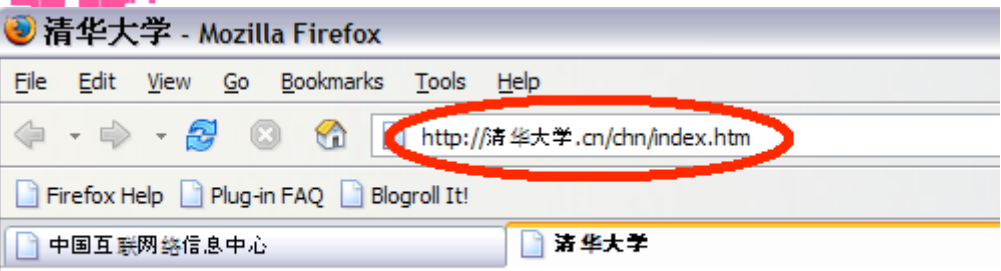 清华大学 - Mozilla Firefox
File Edit View Go Bookmarks Tools Help
http://清华大学.cn/chn/index.htm
Firefox Help Plug-in FAQ Blogroll It!
中国互联网络信息中心 清华大学